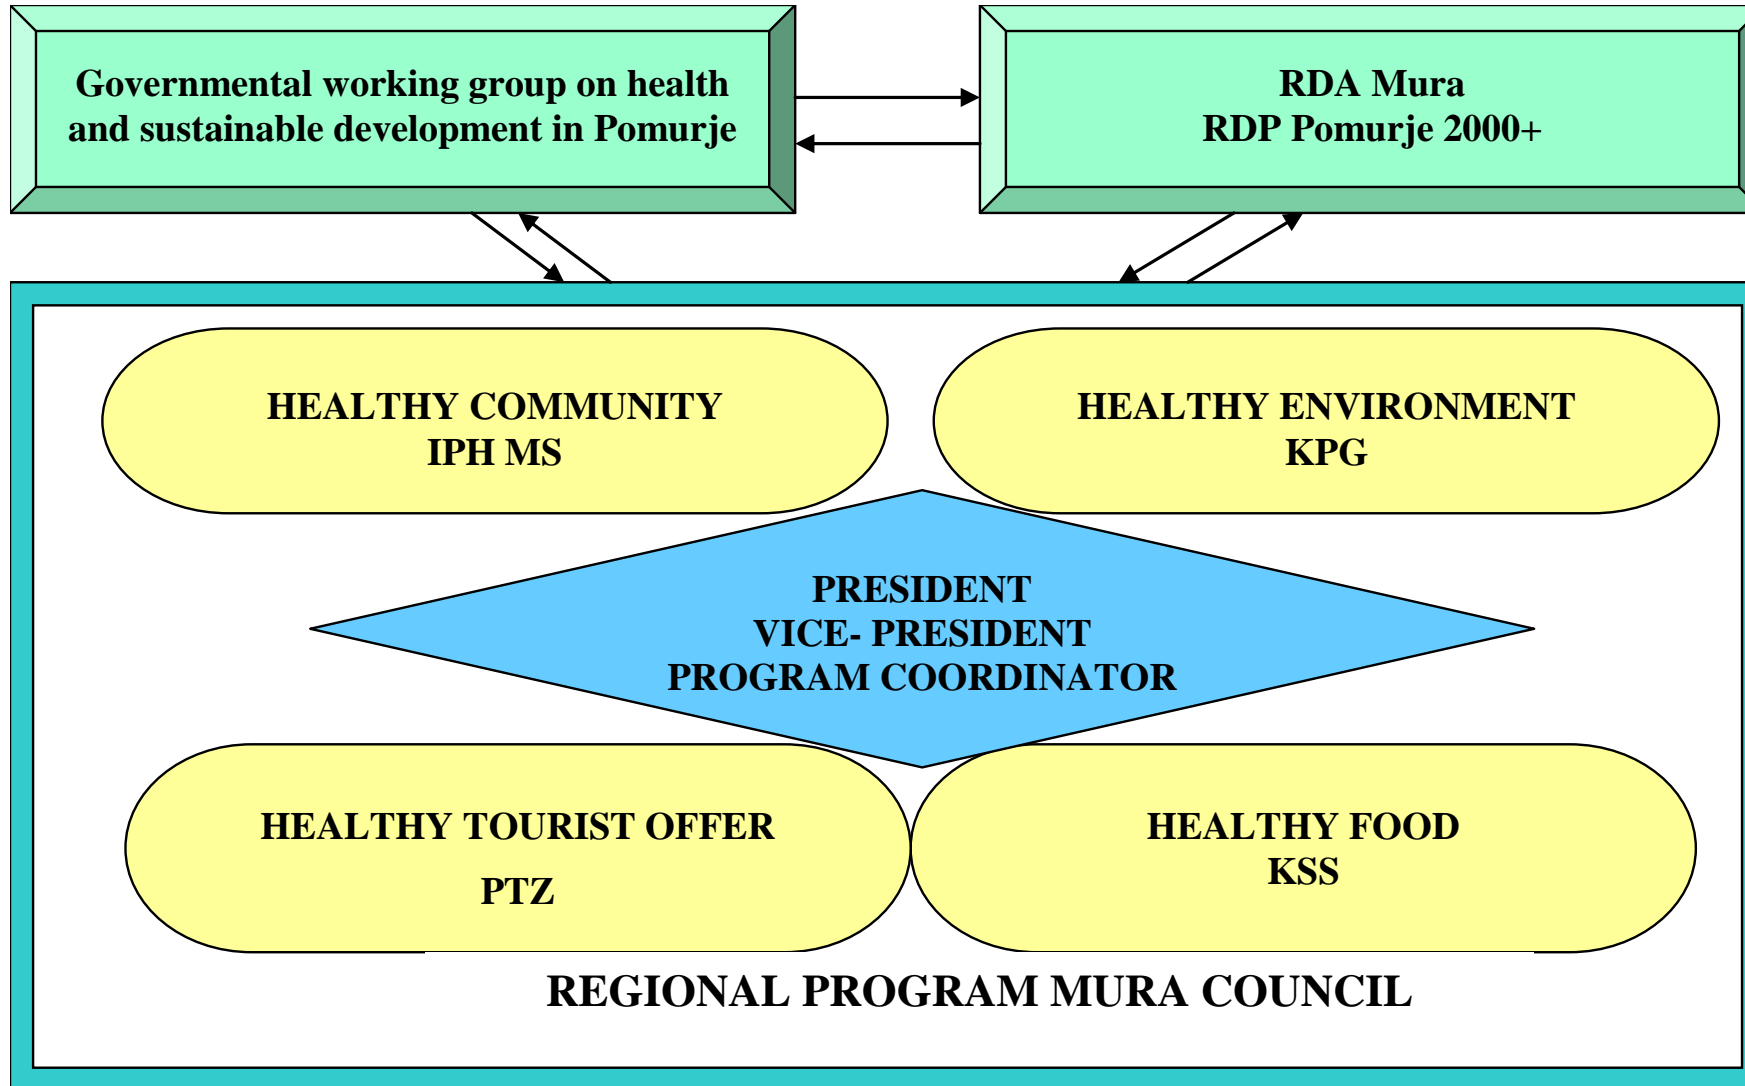 Governmental working group on health
and sustainable development in Pomurje
RDA Mura
RDP Pomurje 2000+
HEALTHY COMMUNITY
IPH MS
HEALTHY ENVIRONMENT
KPG
PRESIDENT
VICE- PRESIDENT
PROGRAM COORDINATOR
HEALTHY TOURIST OFFER
PTZ
HEALTHY FOOD
KSS
REGIONAL PROGRAM MURA COUNCIL